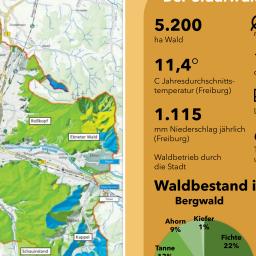 5.200
ha Wald
11,4°
C Jahresdurchschnitts-
temperatur (Freiburg)
1.115
mm Niederschlag jährlich
(Freiburg)
Waldbetrieb durch
die Stadt
Waldbestand i
Bergwald
Ahorn
9%
Kiefer
1%
Fichte
22%
Tanne
Roßkopf
Ebneter Wald
Kappel
Schauinsland